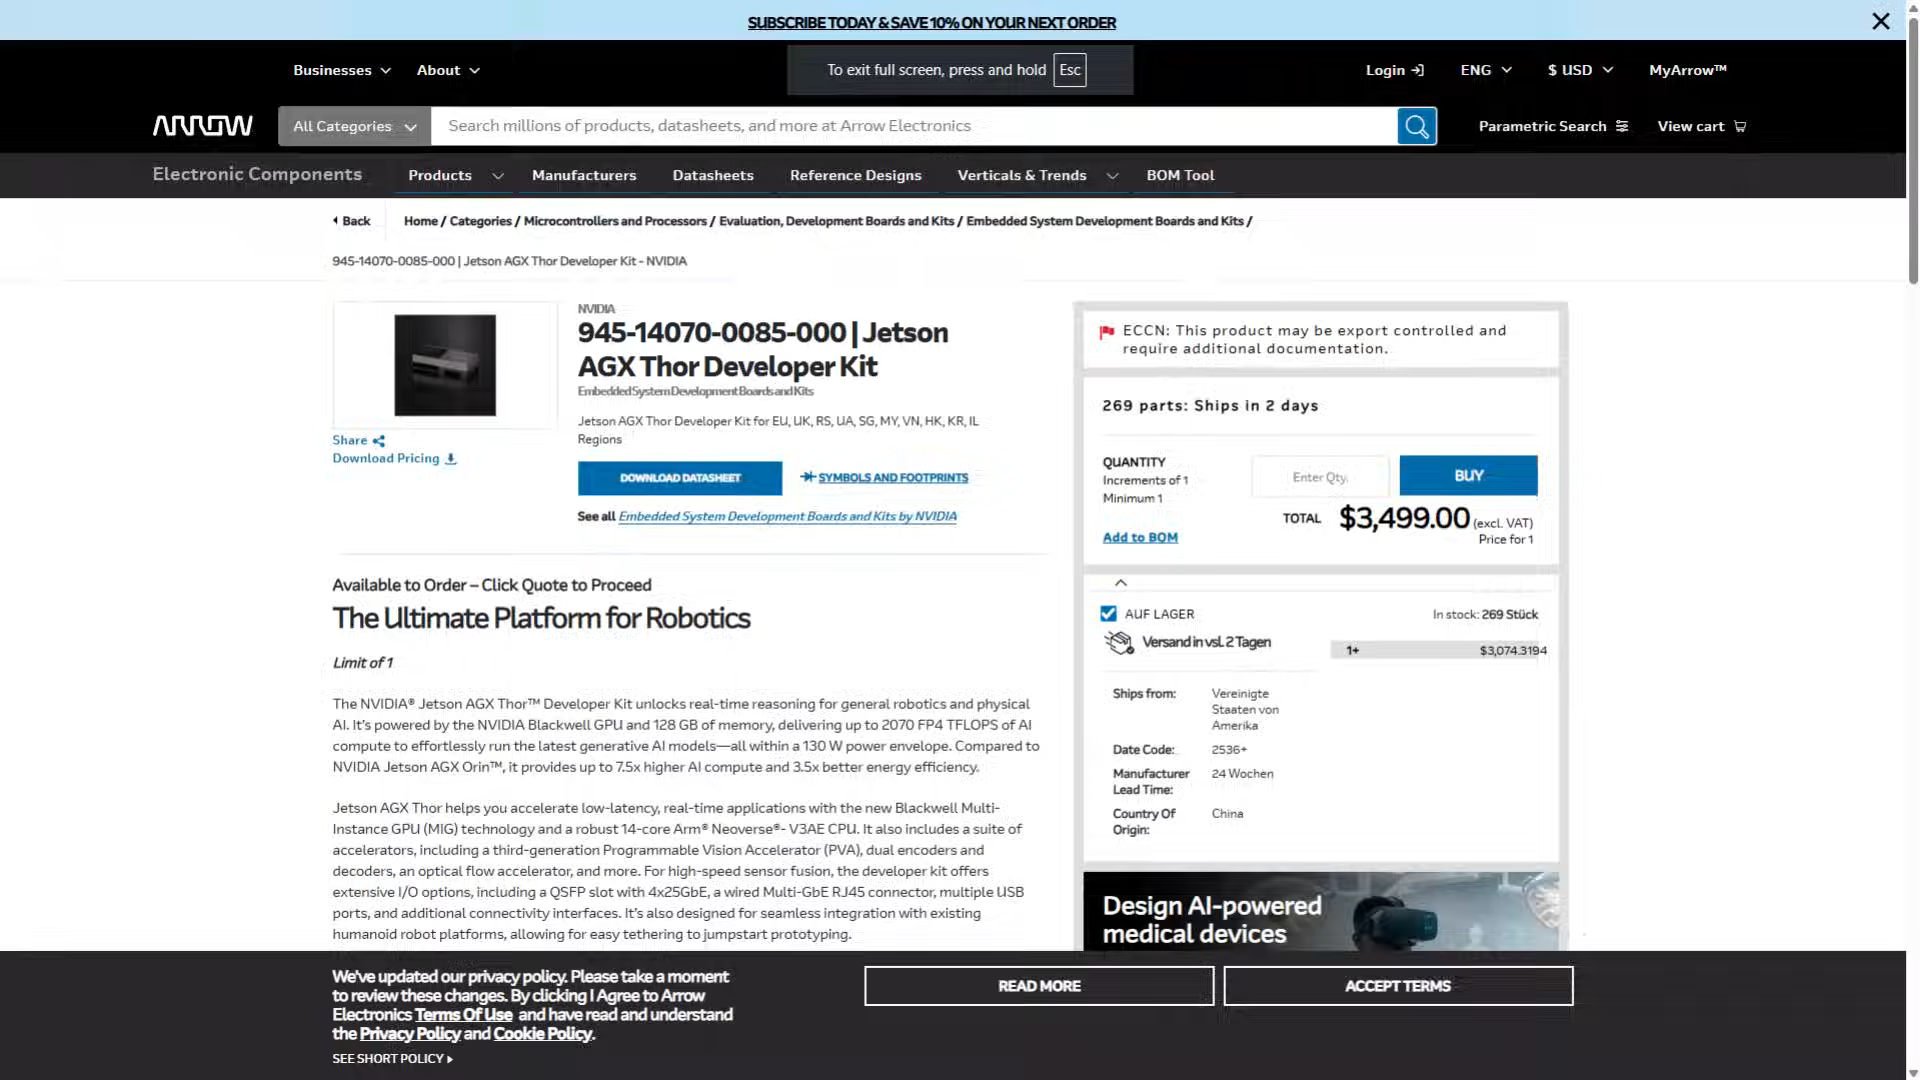 SUBSCRIBE TODAY & SAVE 10% ON YOUR NEXT ORDER
Businesses
About
To exit full screen, press and hold Esc
Login
ENG
$ USD
MyArrow™
ARROW
All Categories
Search millions of products, datasheets, and more at Arrow Electronics
Parametric Search
View cart
Electronic Components
Products
Manufacturers
Datasheets
Reference Designs
Verticals & Trends
BOM Tool
Back
Home / Categories / Microcontrollers and Processors / Evaluation, Development Boards and Kits / Embedded System Development Boards and Kits /
945-14070-0085-000 | Jetson AGX Thor Developer Kit - NVIDIA
Share
Download Pricing
NVIDIA
945-14070-0085-000 | Jetson
AGX Thor Developer Kit
Embedded System Development Boards and Kits
Jetson AGX Thor Developer Kit for EU, UK, RS, UA, SG, MY, VN, HK, KR, IL
Regions
DOWNLOAD DATASHEET
SYMBOLS AND FOOTPRINTS
See all Embedded System Development Boards and Kits by NVIDIA
Available to Order – Click Quote to Proceed
The Ultimate Platform for Robotics
Limit of 1
The NVIDIA® Jetson AGX Thor™ Developer Kit unlocks real-time reasoning for general robotics and physical
AI. It's powered by the NVIDIA Blackwell GPU and 128 GB of memory, delivering up to 2070 FP4 TFLOPS of AI
compute to effortlessly run the latest generative AI models—all within a 130 W power envelope. Compared to
NVIDIA Jetson AGX Orin™, it provides up to 7.5x higher AI compute and 3.5x better energy efficiency.
Jetson AGX Thor helps you accelerate low-latency, real-time applications with the new Blackwell Multi-
Instance GPU (MIG) technology and a robust 14-core Arm® Neoverse®- V3AE CPU. It also includes a suite of
accelerators, including a third-generation Programmable Vision Accelerator (PVA), dual encoders and
decoders, an optical flow accelerator, and more. For high-speed sensor fusion, the developer kit offers
extensive I/O options, including a QSFP slot with 4x25GbE, a wired Multi-GbE RJ45 connector, multiple USB
ports, and additional connectivity interfaces. It's also designed for seamless integration with existing
humanoid robot platforms, allowing for easy tethering to jumpstart prototyping.
ECCN: This product may be export controlled and
require additional documentation.
269 parts: Ships in 2 days
QUANTITY
Increments of 1
Minimum 1
Enter Qty.
BUY
TOTAL $3,499.00 (excl. VAT)
Price for 1
Add to BOM
AUF LAGER
In stock: 269 Stück
Versand in vsl. 2 Tagen
1+ $3,074.3194
Ships from: Vereinigte
Staaten von
Amerika
Date Code: 2536+
Manufacturer
Lead Time: 24 Wochen
Country Of
Origin: China
Design AI-powered
medical devices
We've updated our privacy policy. Please take a moment
to review these changes. By clicking I Agree to Arrow
Electronics Terms Of Use and have read and understand
the Privacy Policy and Cookie Policy.
SEE SHORT POLICY
READ MORE
ACCEPT TERMS